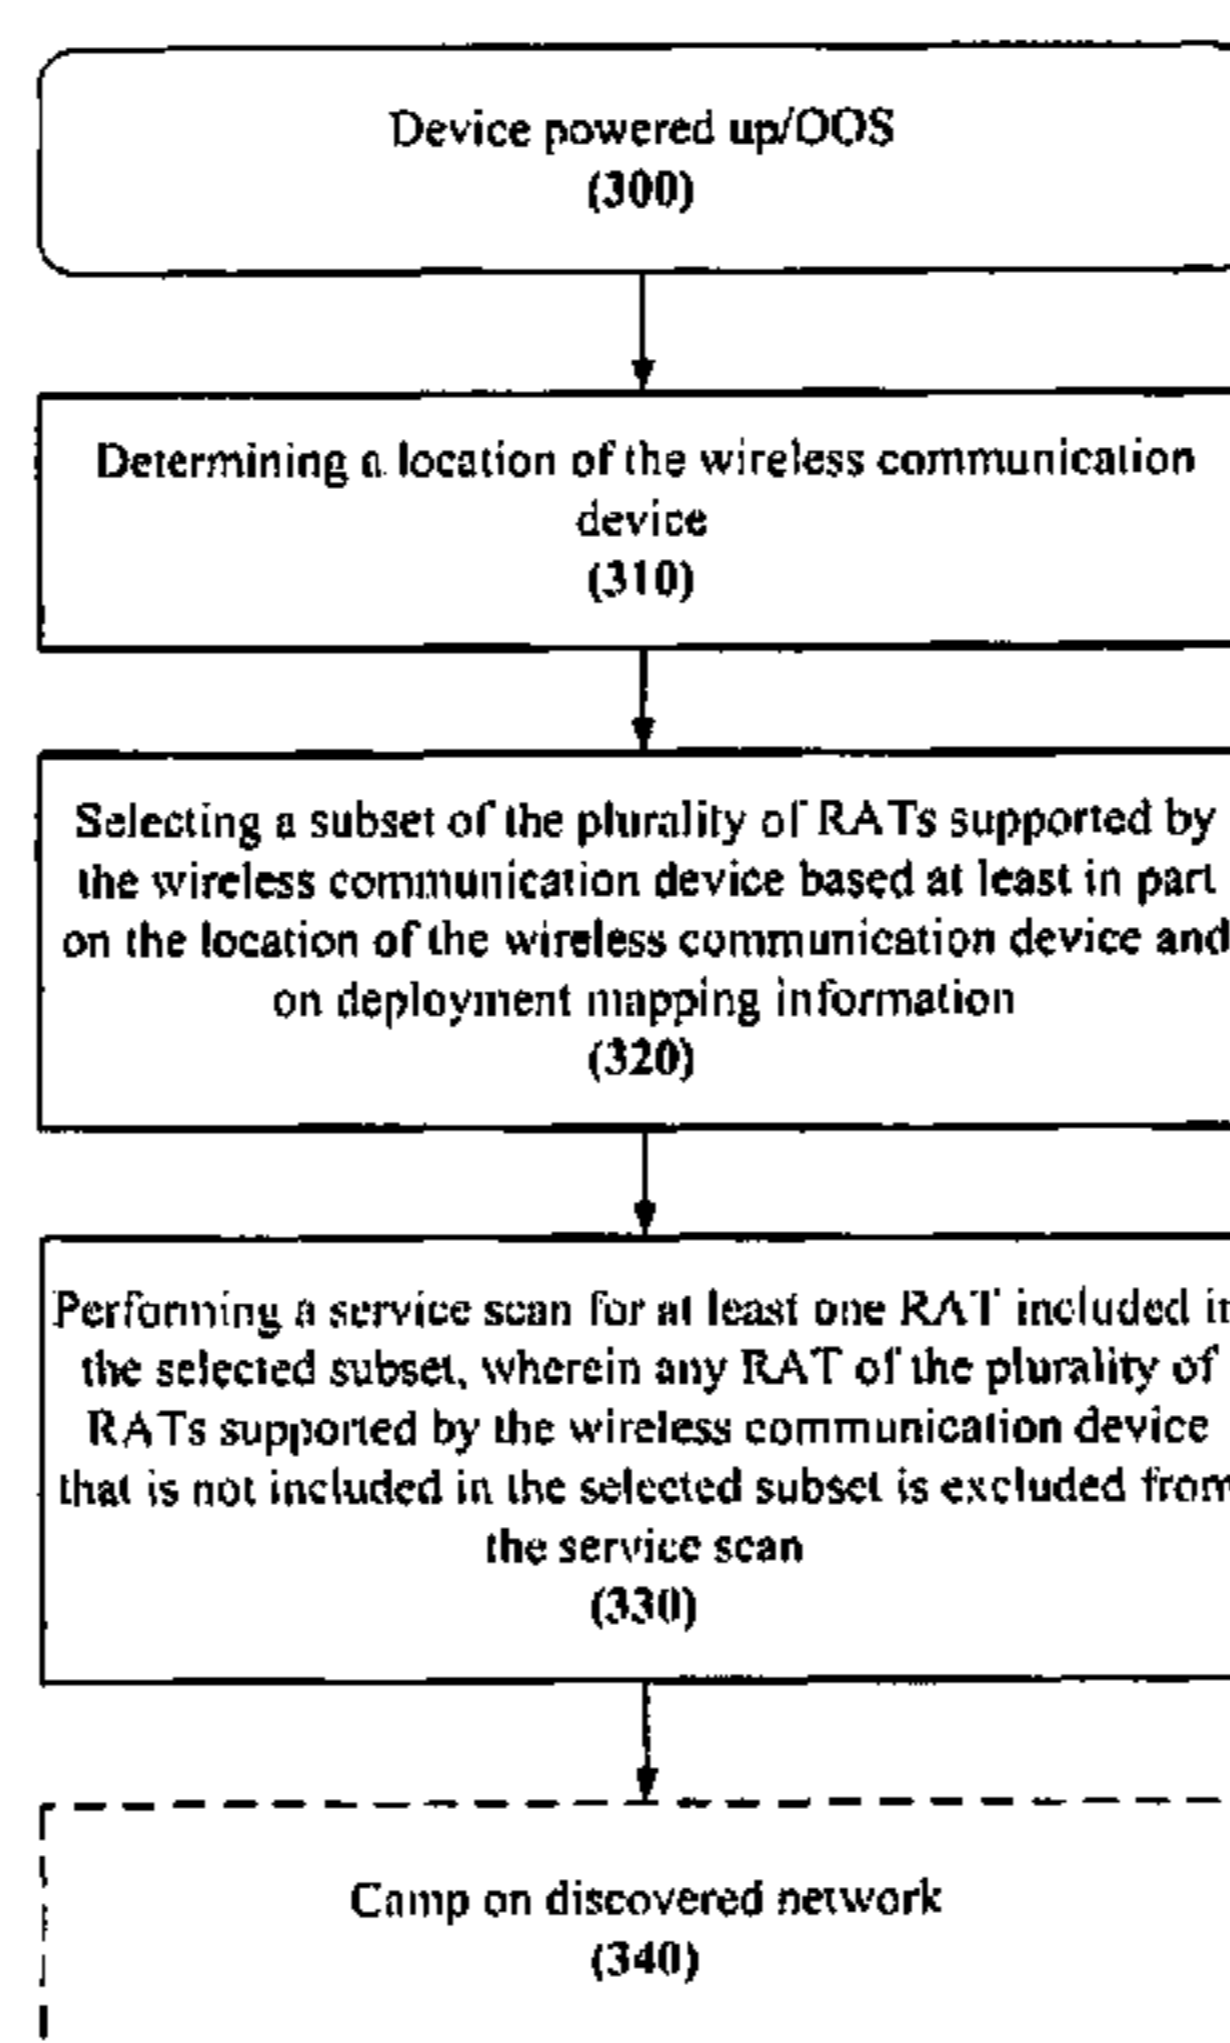 Device powered up/OOS
(300)
Determining a location of the wireless communication
device
(310)
Selecting a subset of the plurality of RATs supported by
the wireless communication device based at least in part
on the location of the wireless communication device and
on deployment mapping information
(320)
Performing a service scan for at least one RAT included in
the selected subset, wherein any RAT of the plurality of
RATs supported by the wireless communication device
that is not included in the selected subset is excluded from
the service scan
(330)
Camp on discovered network
(340)